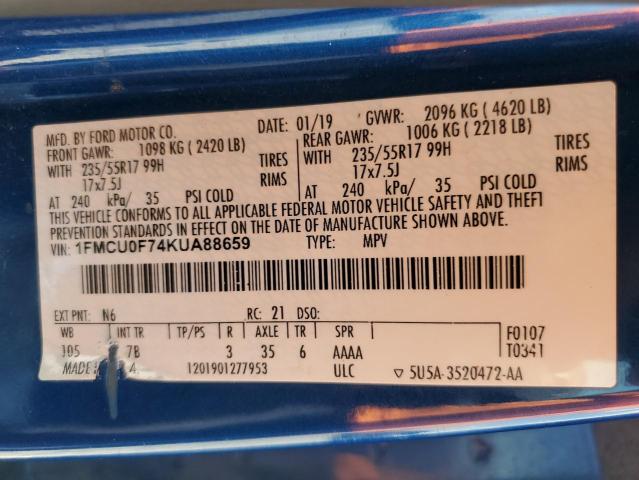 MFD. BY FORD MOTOR CO. DATE: 01/19 GVWR: 2096 KG ( 4620 LB)
FRONT GAWR: 1098 KG ( 2420 LB) REAR GAWR: 1006 KG ( 2218 LB)
WITH 235/55R17 99H TIRES WITH 235/55R17 99H TIRES
17x7.5J RIMS 17x7.5J RIMS
AT 240 kPa/ 35 PSI COLD AT 240 kPa/ 35 PSI COLD
THIS VEHICLE CONFORMS TO ALL APPLICABLE FEDERAL MOTOR VEHICLE SAFETY AND THEFT
PREVENTION STANDARDS IN EFFECT ON THE DATE OF MANUFACTURE SHOWN ABOVE.
VIN: 1FMCU0F74KUA88659 TYPE: MPV
EXT PNT: N6 RC: 21 DSO:
WB INT TR TP/PS R AXLE TR SPR F0107
105 7B 3 35 6 AAAA T0341
MADE A 1201901277953 ULC ▽ 5U5A-3520472-AA